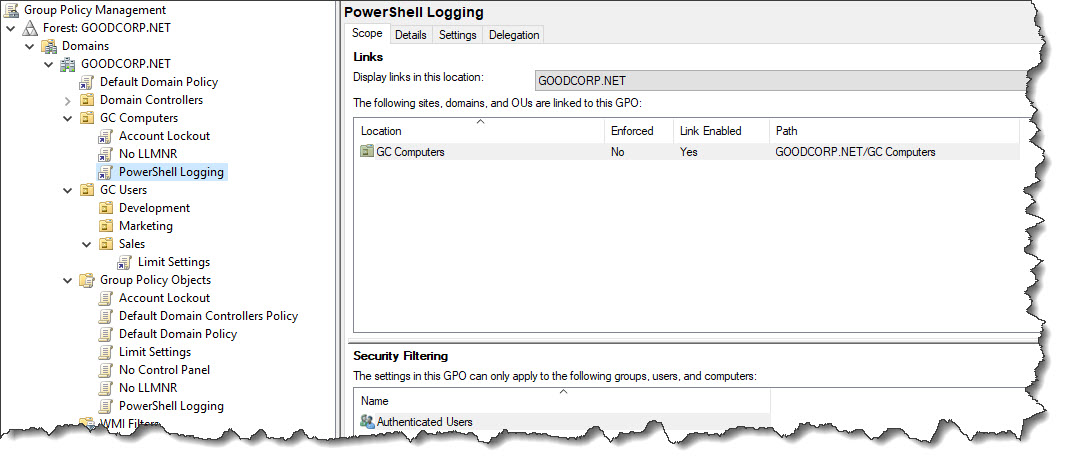 Group Policy Management
Forest: GOODCORP.NET
Domains
GOODCORP.NET
Default Domain Policy
Domain Controllers
GC Computers
Account Lockout
No LLMNR
PowerShell Logging
GC Users
Development
Marketing
Sales
Limit Settings
Group Policy Objects
Account Lockout
Default Domain Controllers Policy
Default Domain Policy
Limit Settings
No Control Panel
No LLMNR
PowerShell Logging
WMI Filters
PowerShell Logging
Scope Details Settings Delegation
Links
Display links in this location: GOODCORP.NET
The following sites, domains, and OUs are linked to this GPO:
Location Enforced Link Enabled Path
GC Computers No Yes GOODCORP.NET/GC Computers
Security Filtering
The settings in this GPO can only apply to the following groups, users, and computers:
Name
Authenticated Users